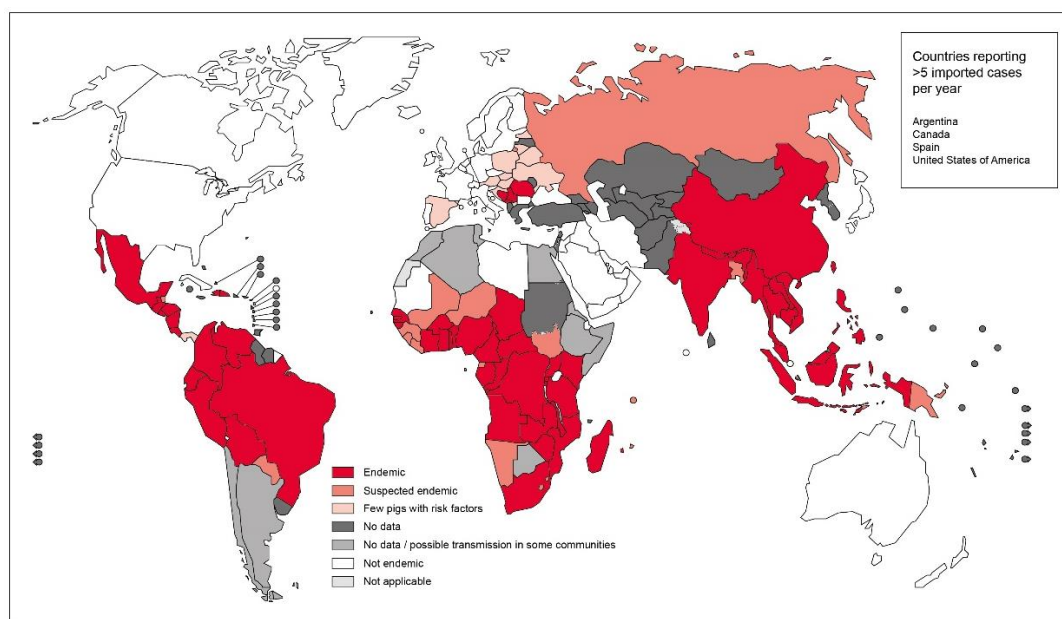 Countries reporting
>5 imported cases
per year
Argentina
Canada
Spain
United States of America
Endemic
Suspected endemic
Few pigs with risk factors
No data
No data / possible transmission in some communities
Not endemic
Not applicable